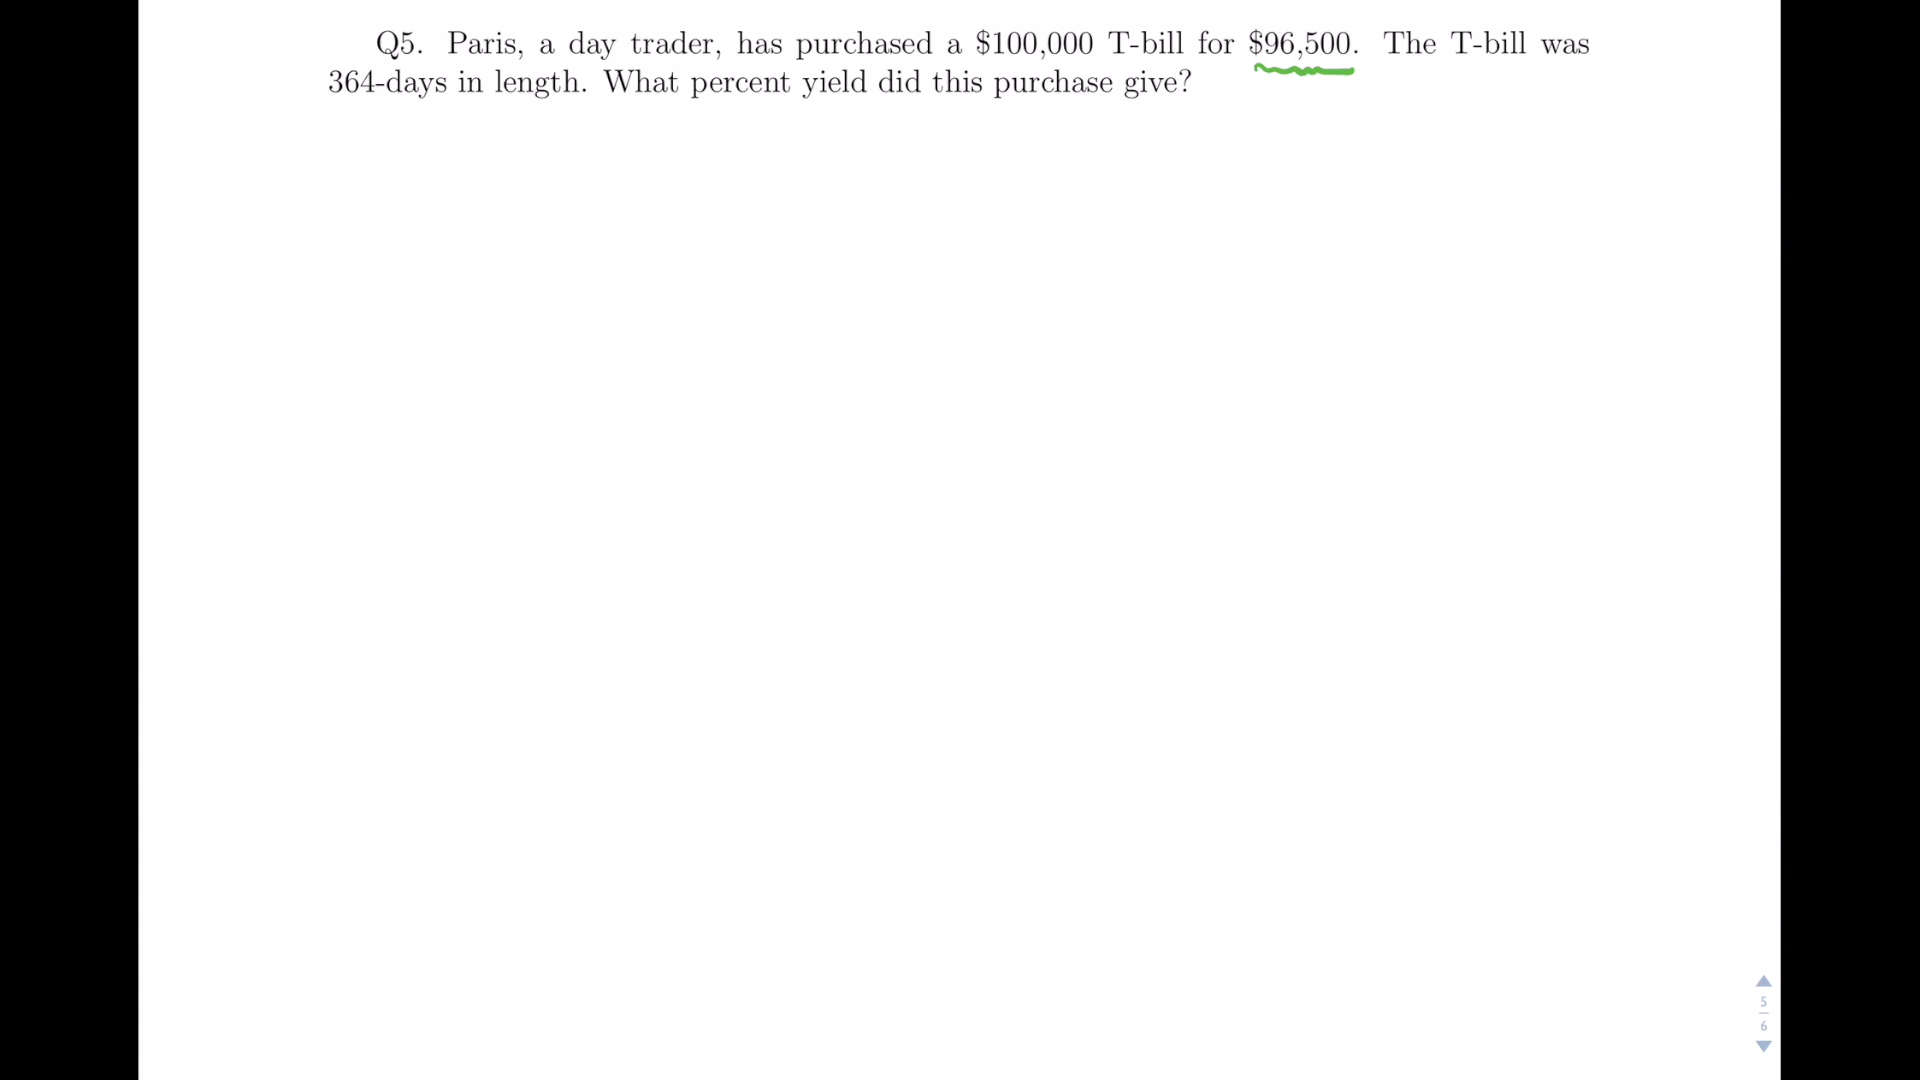 Q5. Paris, a day trader, has purchased a $100,000 T-bill for $96,500. The T-bill was
364-days in length. What percent yield did this purchase give?
5
6